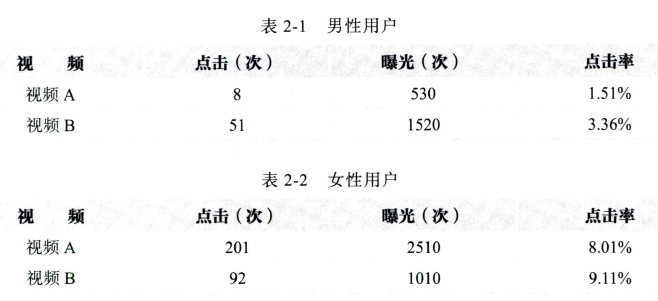 表 2-1 男性用户
视 频 点击（次） 曝光（次） 点击率
视频 A 8 530 1.51%
视频 B 51 1520 3.36%
表 2-2 女性用户
视 频 点击（次） 曝光（次） 点击率
视频 A 201 2510 8.01%
视频 B 92 1010 9.11%